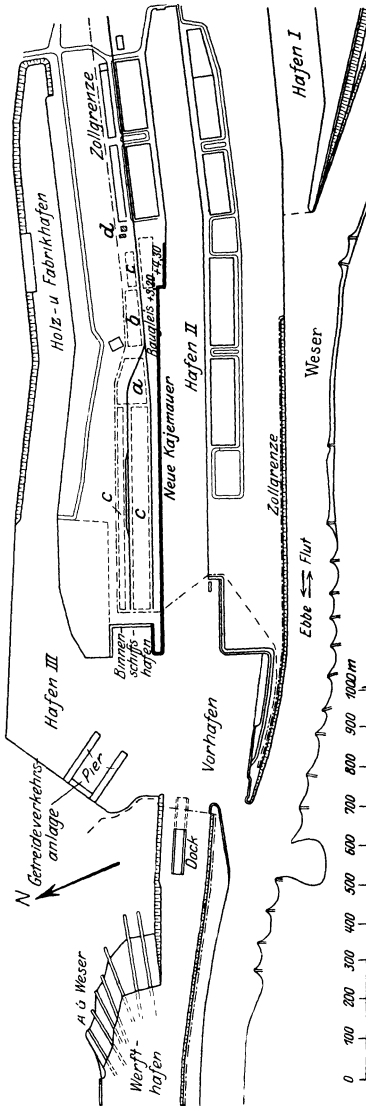 Hafen I
Zollgrenze
Holz- u Fabrikhafen
d
c
b
a
Baugleis +3,20
+4,30
Hafen II
Weser
Neue Kajemauer
c
c
Zollgrenze
Ebbe Flut
Binnen-
schiffs-
hafen
Hafen III
Vorhafen
Getreideverkehrs-
anlage
Pier
N
Dock
A G Weser
Werft-
hafen
0 100 200 300 400 500 600 700 800 900 1000 m